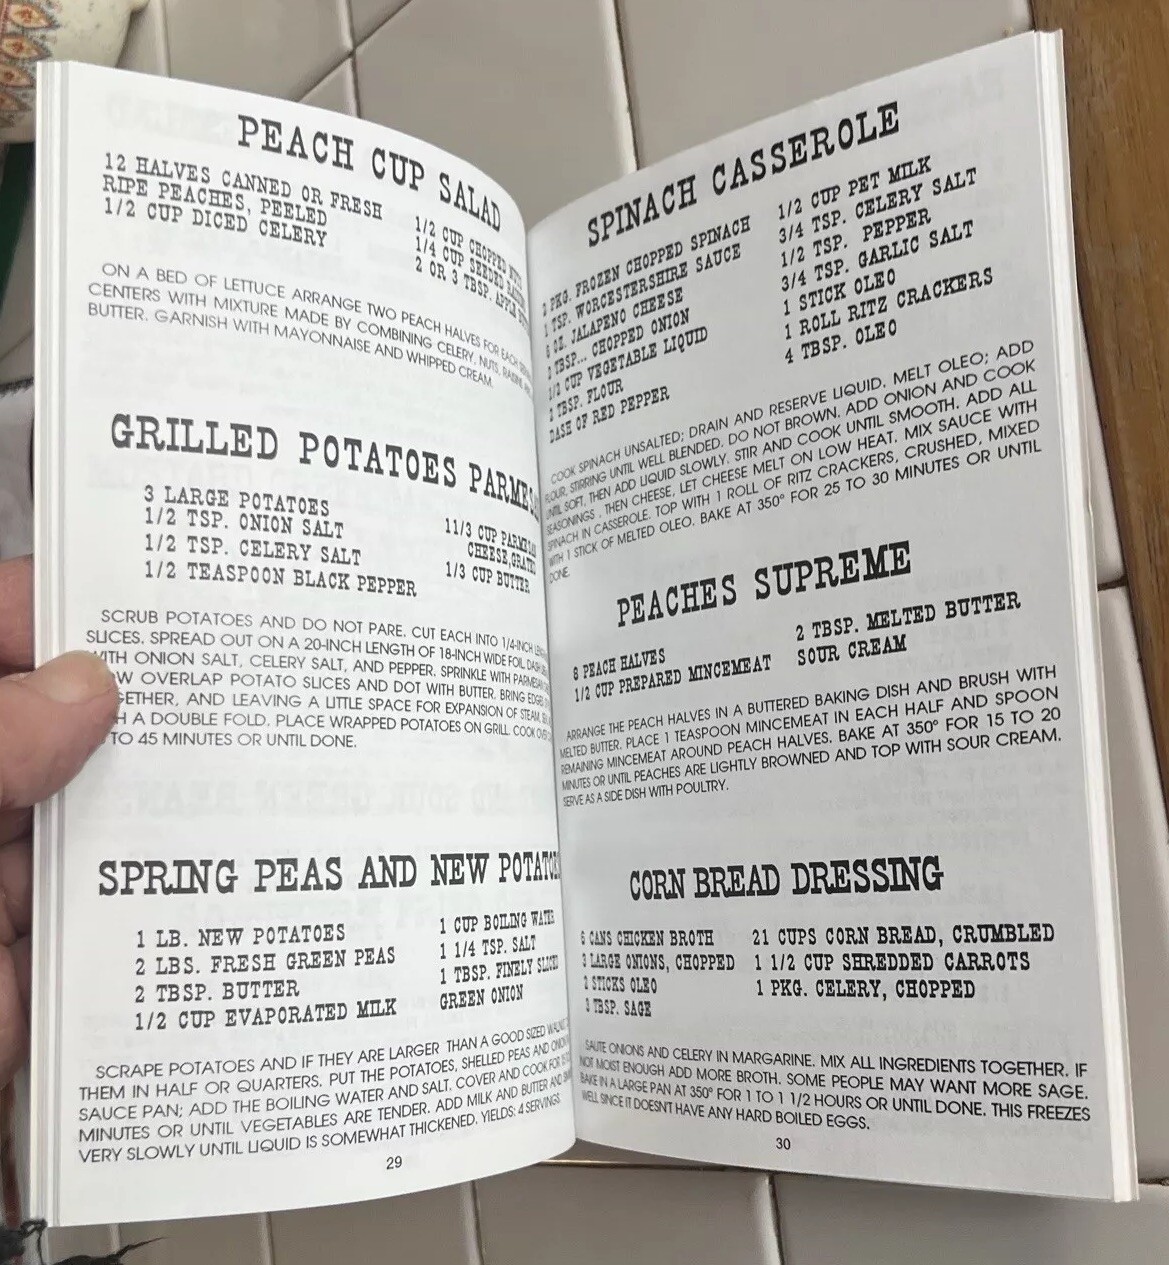 PEACH CUP SALAD
12 HALVES CANNED OR FRESH
RIPE PEACHES, PEELED
1/2 CUP DICED CELERY
1/2 CUP CHOPPED NUTS
1/4 CUP SEEDED
2 OR 3 TBSP. APPLE
ON A BED OF LETTUCE ARRANGE TWO PEACH HALVES FOR EACH
CENTERS WITH MIXTURE MADE BY COMBINING CELERY, NUTS,
BUTTER. GARNISH WITH MAYONNAISE AND WHIPPED CREAM.
GRILLED POTATOES
3 LARGE POTATOES
1/2 TSP. ONION SALT
1/2 TSP. CELERY SALT
1/2 TEASPOON BLACK PEPPER
11/3 CUP
CHEESE,
1/3 CUP BUTTER
SCRUB POTATOES AND DO NOT PARE. CUT EACH INTO 1/4-INCH
SLICES. SPREAD OUT ON A 20-INCH LENGTH OF 18-INCH WIDE FOIL.
WITH ONION SALT, CELERY SALT, AND PEPPER. SPRINKLE WITH
OVERLAP POTATO SLICES AND DOT WITH BUTTER. BRING
AND LEAVING A LITTLE SPACE FOR EXPANSION OF STEAM,
A DOUBLE FOLD. PLACE WRAPPED POTATOES ON GRILL. COOK
TO 45 MINUTES OR UNTIL DONE.
SPRING PEAS AND NEW
1 LB. NEW POTATOES
2 LBS. FRESH GREEN PEAS
2 TBSP. BUTTER
1/2 CUP EVAPORATED MILK
1 CUP BOILING WATER
1 1/4 TSP. SALT
1 TBSP. FINELY SLICED
GREEN ONION
SCRAPE POTATOES AND IF THEY ARE LARGER THAN A GOOD SIZED
THEM IN HALF OR QUARTERS. PUT THE POTATOES, SHELLED PEAS AND
SAUCE PAN; ADD THE BOILING WATER AND SALT. COVER AND COOK FOR
MINUTES OR UNTIL VEGETABLES ARE TENDER. ADD MILK AND BUTTER AND
VERY SLOWLY UNTIL LIQUID IS SOMEWHAT THICKENED. YIELDS: 4 SERVINGS.
29
SPINACH CASSEROLE
PKG. FROZEN CHOPPED SPINACH
1 TSP. WORCESTERSHIRE SAUCE
OZ. JALAPENO CHEESE
TBSP... CHOPPED ONION
1/2 CUP VEGETABLE LIQUID
TBSP. FLOUR
DASH OF RED PEPPER
1/2 CUP PET MILK
3/4 TSP. CELERY SALT
1/2 TSP. PEPPER
3/4 TSP. GARLIC SALT
1 STICK OLEO
1 ROLL RITZ CRACKERS
4 TBSP. OLEO
COOK SPINACH UNSALTED; DRAIN AND RESERVE LIQUID. MELT OLEO; ADD
FLOUR, STIRRING UNTIL WELL BLENDED. DO NOT BROWN. ADD ONION AND COOK
UNTIL SOFT, THEN ADD LIQUID SLOWLY. STIR AND COOK UNTIL SMOOTH. ADD ALL
SEASONINGS , THEN CHEESE, LET CHEESE MELT ON LOW HEAT. MIX SAUCE WITH
SPINACH IN CASSEROLE. TOP WITH 1 ROLL OF RITZ CRACKERS, CRUSHED, MIXED
WITH 1 STICK OF MELTED OLEO. BAKE AT 350° FOR 25 TO 30 MINUTES OR UNTIL
DONE.
PEACHES SUPREME
8 PEACH HALVES
1/2 CUP PREPARED MINCEMEAT
2 TBSP. MELTED BUTTER
SOUR CREAM
ARRANGE THE PEACH HALVES IN A BUTTERED BAKING DISH AND BRUSH WITH
MELTED BUTTER. PLACE 1 TEASPOON MINCEMEAT IN EACH HALF AND SPOON
REMAINING MINCEMEAT AROUND PEACH HALVES. BAKE AT 350° FOR 15 TO 20
MINUTES OR UNTIL PEACHES ARE LIGHTLY BROWNED AND TOP WITH SOUR CREAM.
SERVE AS A SIDE DISH WITH POULTRY.
CORN BREAD DRESSING
6 CANS CHICKEN BROTH
3 LARGE ONIONS, CHOPPED
2 STICKS OLEO
3 TBSP. SAGE
21 CUPS CORN BREAD, CRUMBLED
1 1/2 CUP SHREDDED CARROTS
1 PKG. CELERY, CHOPPED
SAUTE ONIONS AND CELERY IN MARGARINE. MIX ALL INGREDIENTS TOGETHER. IF
NOT MOIST ENOUGH ADD MORE BROTH. SOME PEOPLE MAY WANT MORE SAGE.
BAKE IN A LARGE PAN AT 350° FOR 1 TO 1 1/2 HOURS OR UNTIL DONE. THIS FREEZES
WELL SINCE IT DOESN'T HAVE ANY HARD BOILED EGGS.
30